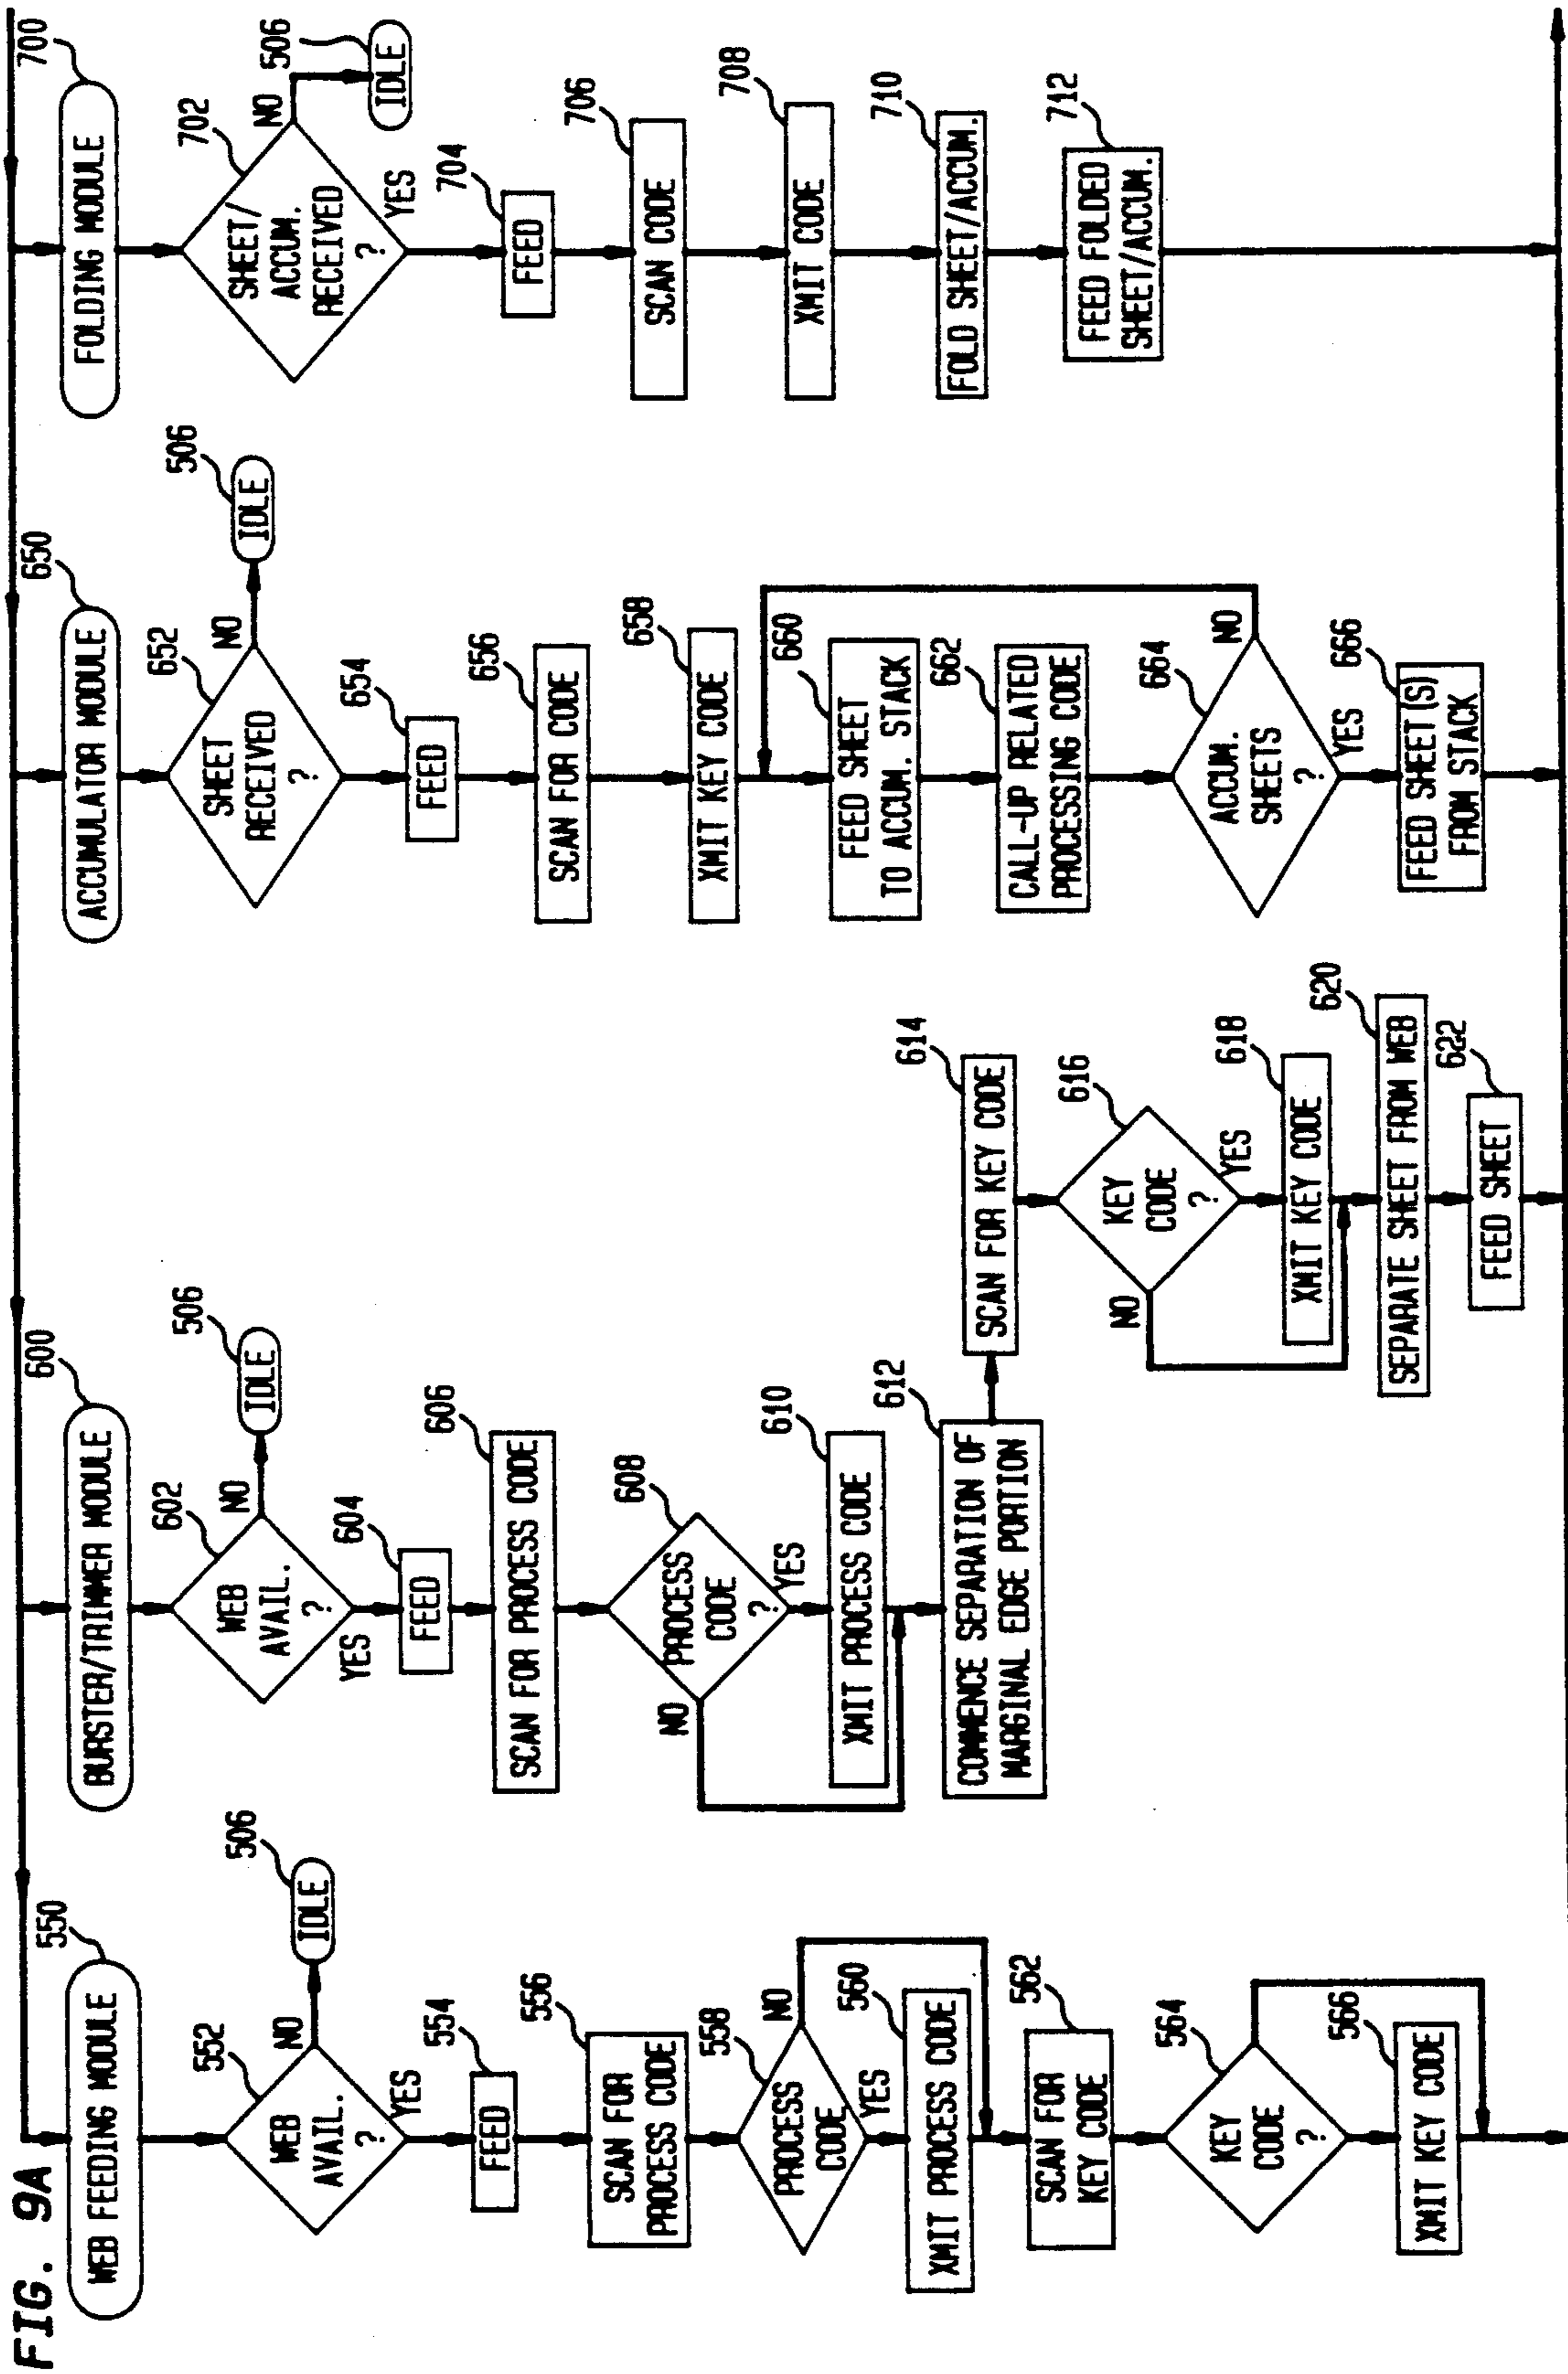 FIG. 9A
550
WEB FEEDING MODULE
552
WEB
AVAIL.
?
NO
506
IDLE
YES
554
FEED
556
SCAN FOR
PROCESS CODE
558
PROCESS
CODE
?
NO
YES
560
XMIT PROCESS CODE
562
SCAN FOR
KEY CODE
564
KEY
CODE
?
566
XMIT KEY CODE
600
BURSTER/TRIMMER MODULE
602
WEB
AVAIL.
?
NO
506
IDLE
YES
604
FEED
606
SCAN FOR PROCESS CODE
608
PROCESS
CODE
?
NO
YES
610
XMIT PROCESS CODE
612
COMMENCE SEPARATION OF
MARGINAL EDGE PORTION
614
SCAN FOR KEY CODE
616
KEY
CODE
?
NO
YES
618
XMIT KEY CODE
620
SEPARATE SHEET FROM WEB
622
FEED SHEET
650
ACCUMULATOR MODULE
652
SHEET
RECEIVED
?
NO
506
IDLE
654
FEED
656
SCAN FOR CODE
658
XMIT KEY CODE
660
FEED SHEET
TO ACCUM. STACK
662
CALL-UP RELATED
PROCESSING CODE
664
ACCUM.
SHEETS
?
NO
YES
666
FEED SHEET(S)
FROM STACK
700
FOLDING MODULE
702
SHEET/
ACCUM.
RECEIVED
?
NO
506
IDLE
YES
704
FEED
706
SCAN CODE
708
XMIT CODE
710
FOLD SHEET/ACCUM.
712
FEED FOLDED
SHEET/ACCUM.